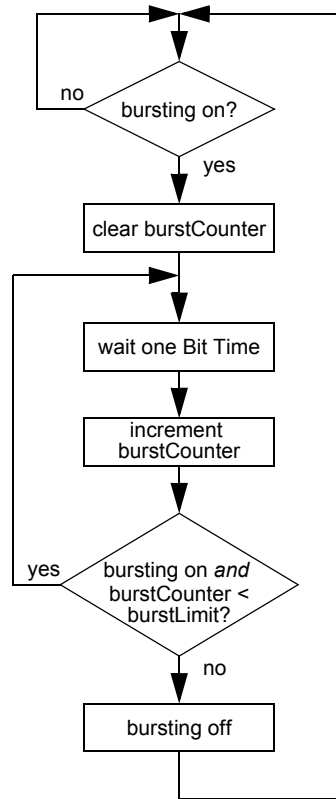 no
bursting on?
yes
clear burstCounter
wait one Bit Time
increment
burstCounter
yes
bursting on and
burstCounter <
burstLimit?
no
bursting off